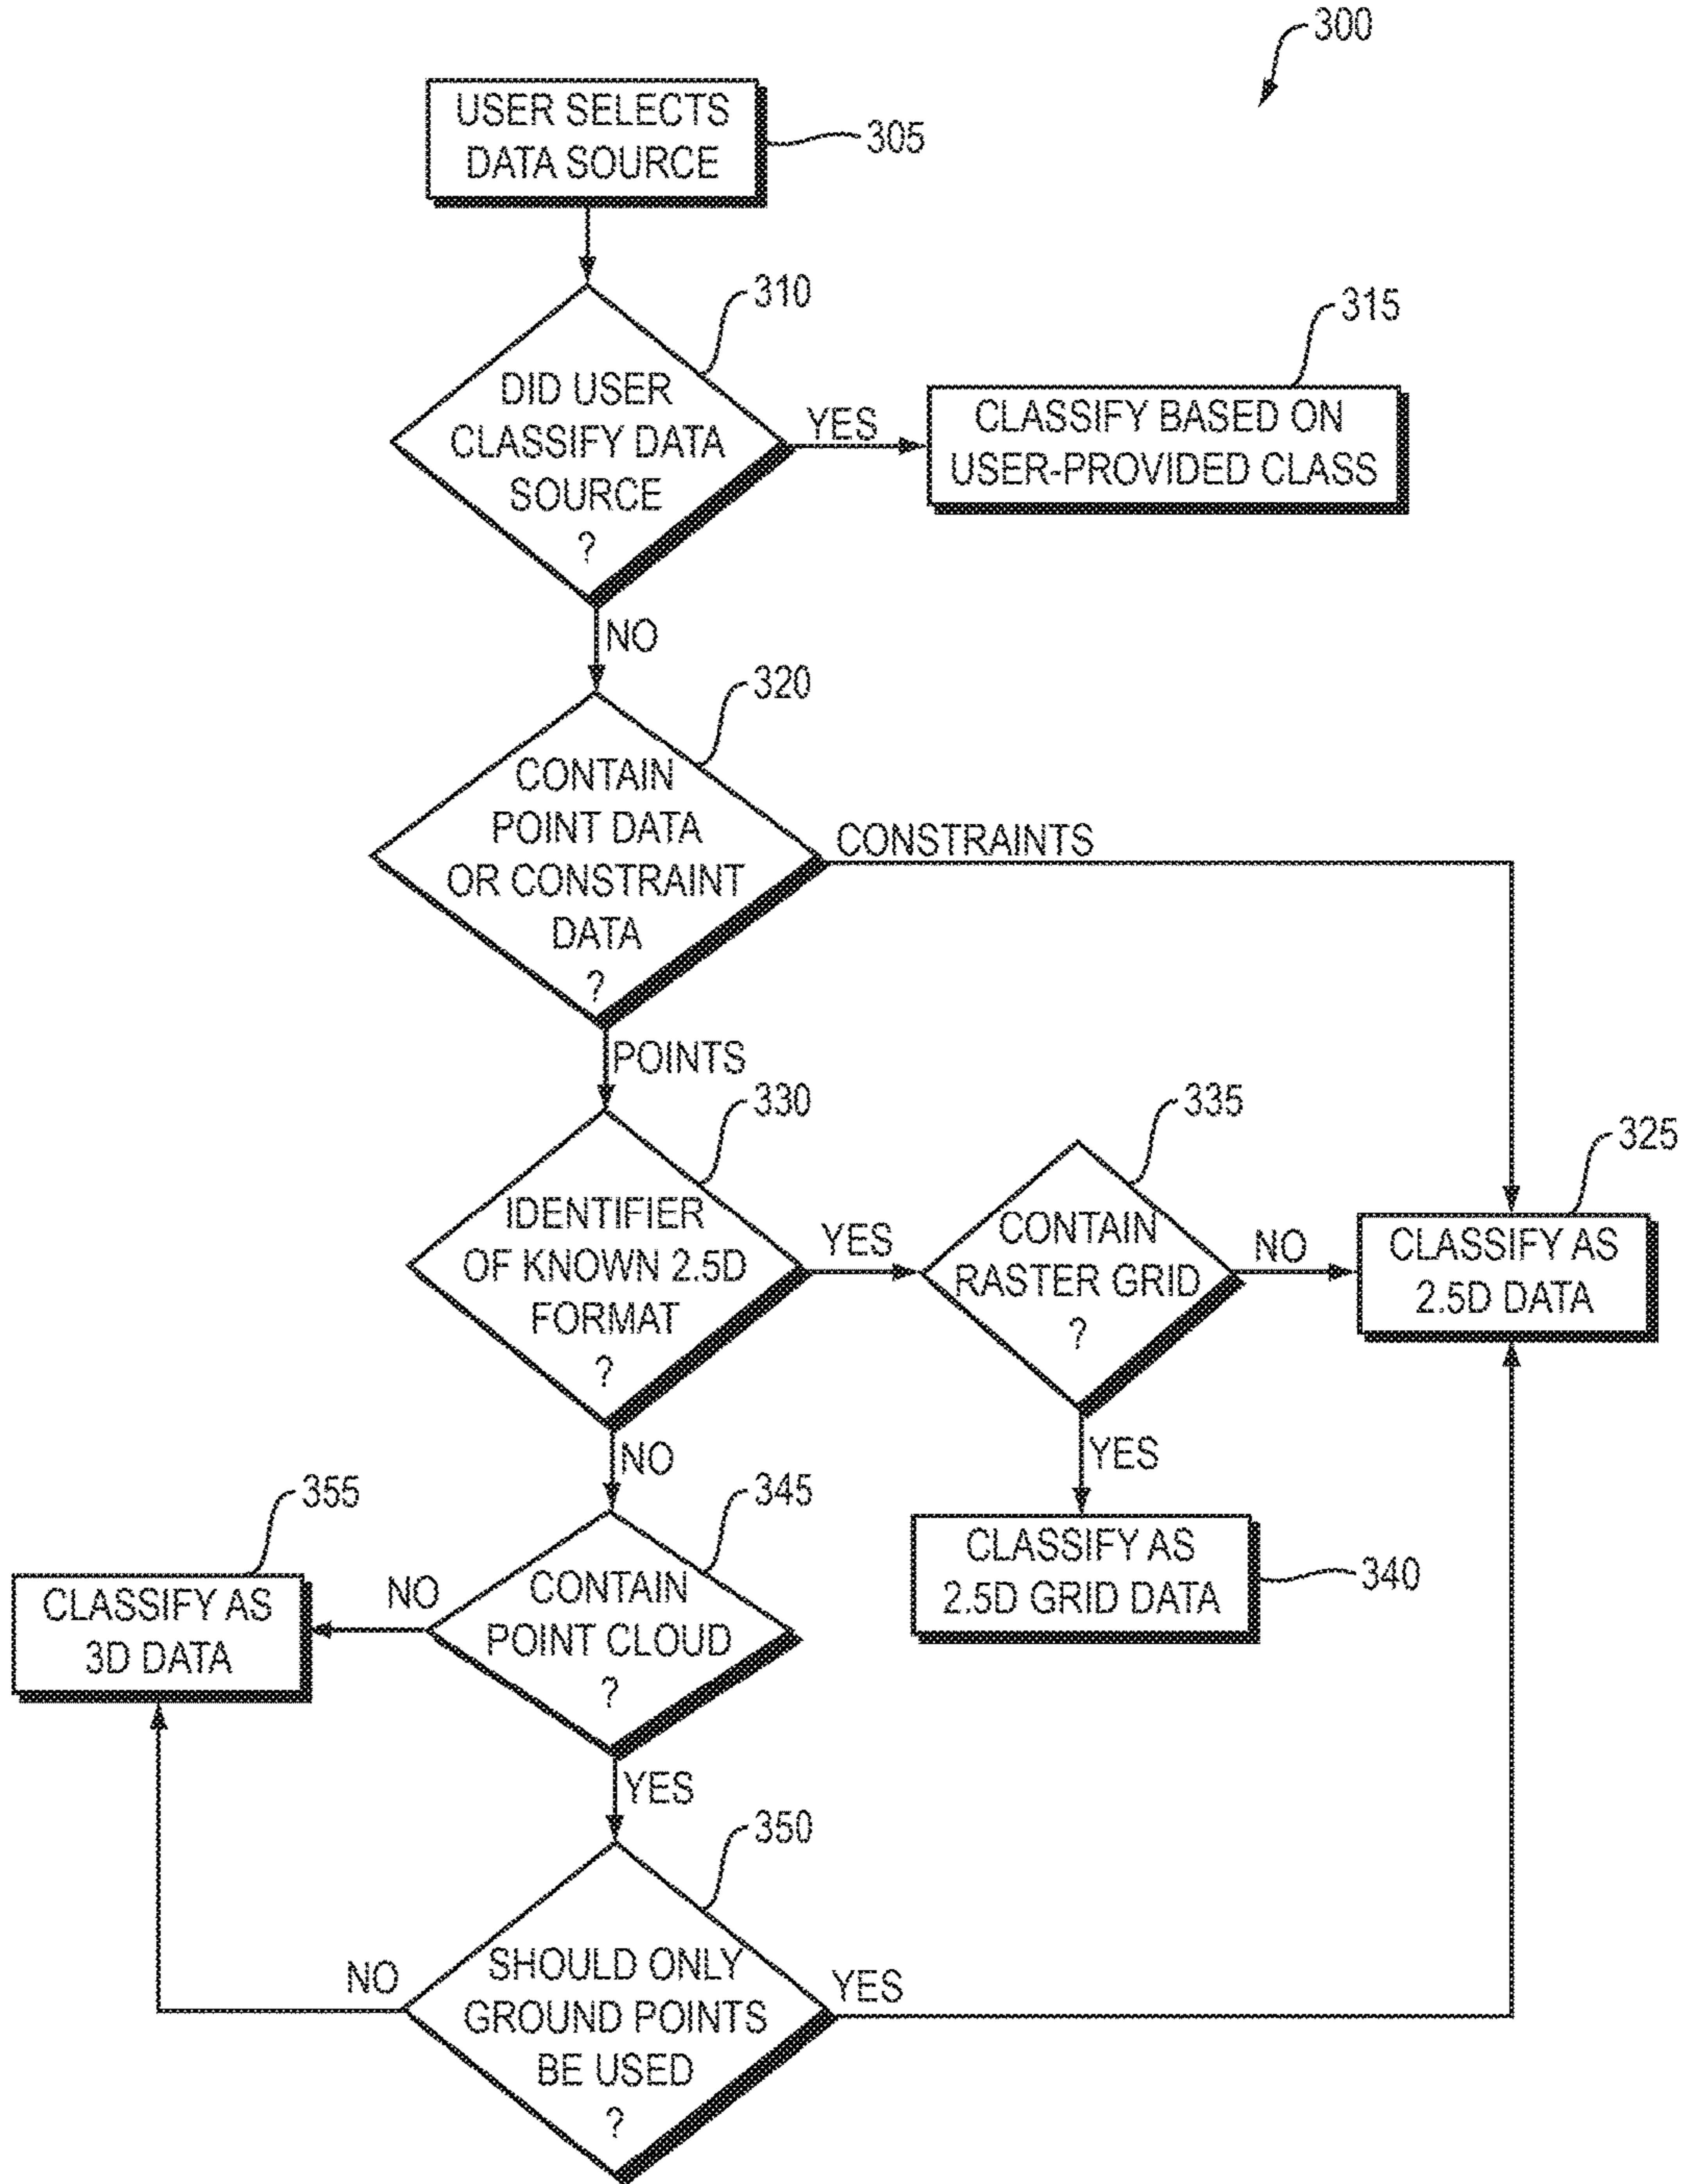 300
USER SELECTS
DATA SOURCE
305
310
DID USER
CLASSIFY DATA
SOURCE
?
YES
315
CLASSIFY BASED ON
USER-PROVIDED CLASS
NO
320
CONTAIN
POINT DATA
OR CONSTRAINT
DATA
?
CONSTRAINTS
POINTS
330
IDENTIFIER
OF KNOWN 2.5D
FORMAT
?
YES
335
CONTAIN
RASTER GRID
?
NO
325
CLASSIFY AS
2.5D DATA
YES
CLASSIFY AS
2.5D GRID DATA
340
NO
345
CONTAIN
POINT CLOUD
?
NO
355
CLASSIFY AS
3D DATA
YES
350
SHOULD ONLY
GROUND POINTS
BE USED
?
NO
YES